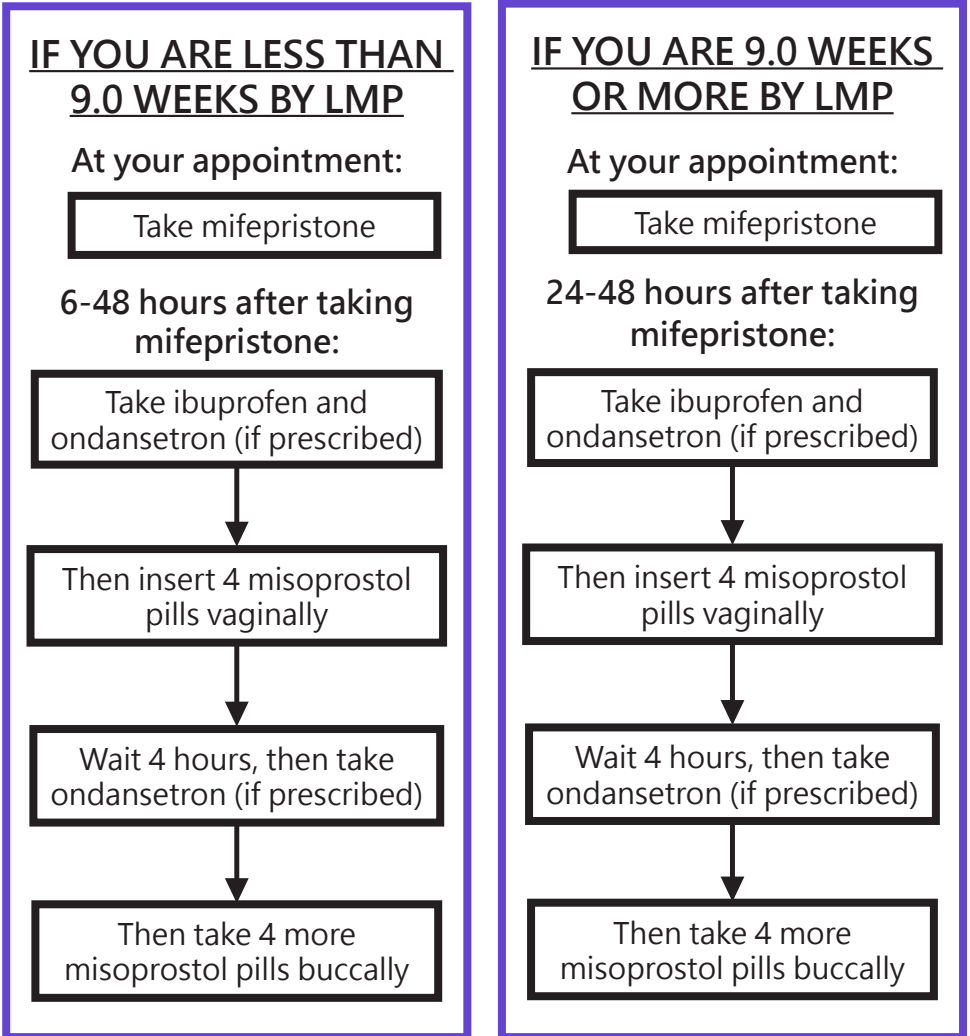 IF YOU ARE LESS THAN
9.0 WEEKS BY LMP
At your appointment:
Take mifepristone
6-48 hours after taking
mifepristone:
Take ibuprofen and
ondansetron (if prescribed)
Then insert 4 misoprostol
pills vaginally
Wait 4 hours, then take
ondansetron (if prescribed)
Then take 4 more
misoprostol pills buccally
IF YOU ARE 9.0 WEEKS
OR MORE BY LMP
At your appointment:
Take mifepristone
24-48 hours after taking
mifepristone:
Take ibuprofen and
ondansetron (if prescribed)
Then insert 4 misoprostol
pills vaginally
Wait 4 hours, then take
ondansetron (if prescribed)
Then take 4 more
misoprostol pills buccally